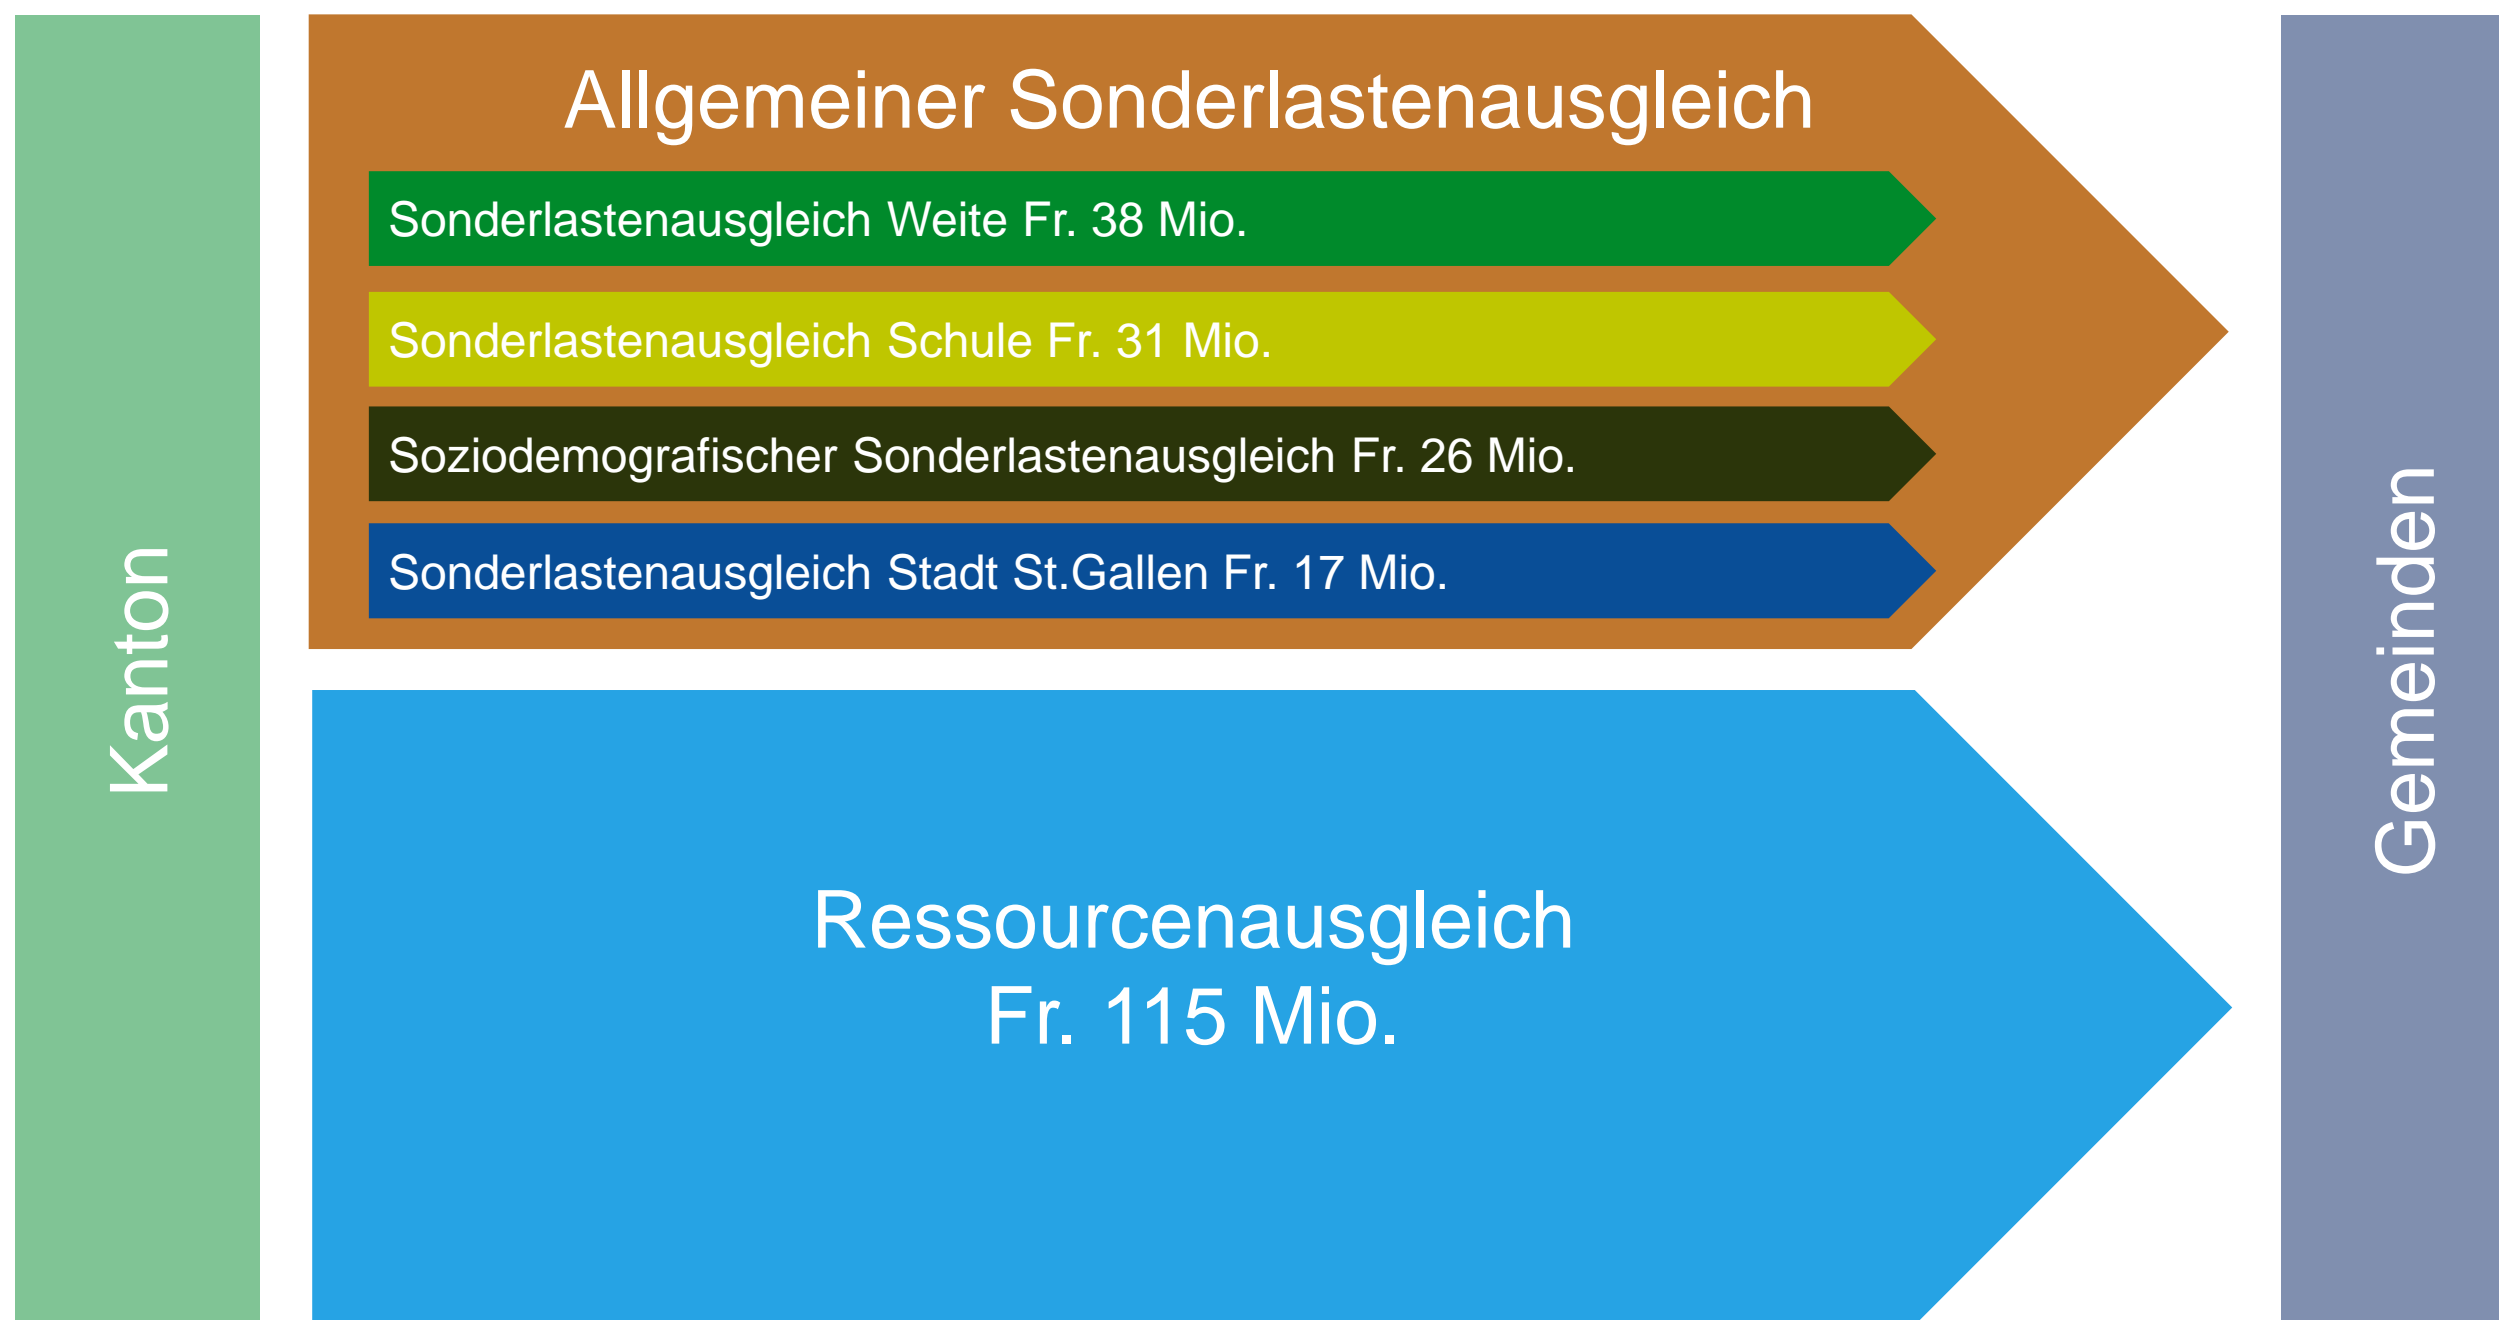 Kanton
Allgemeiner Sonderlastenausgleich
Sonderlastenausgleich Weite Fr. 38 Mio.
Sonderlastenausgleich Schule Fr. 31 Mio.
Soziodemografischer Sonderlastenausgleich Fr. 26 Mio.
Sonderlastenausgleich Stadt St.Gallen Fr. 17 Mio.
Ressourcenausgleich
Fr. 115 Mio.
Gemeinden